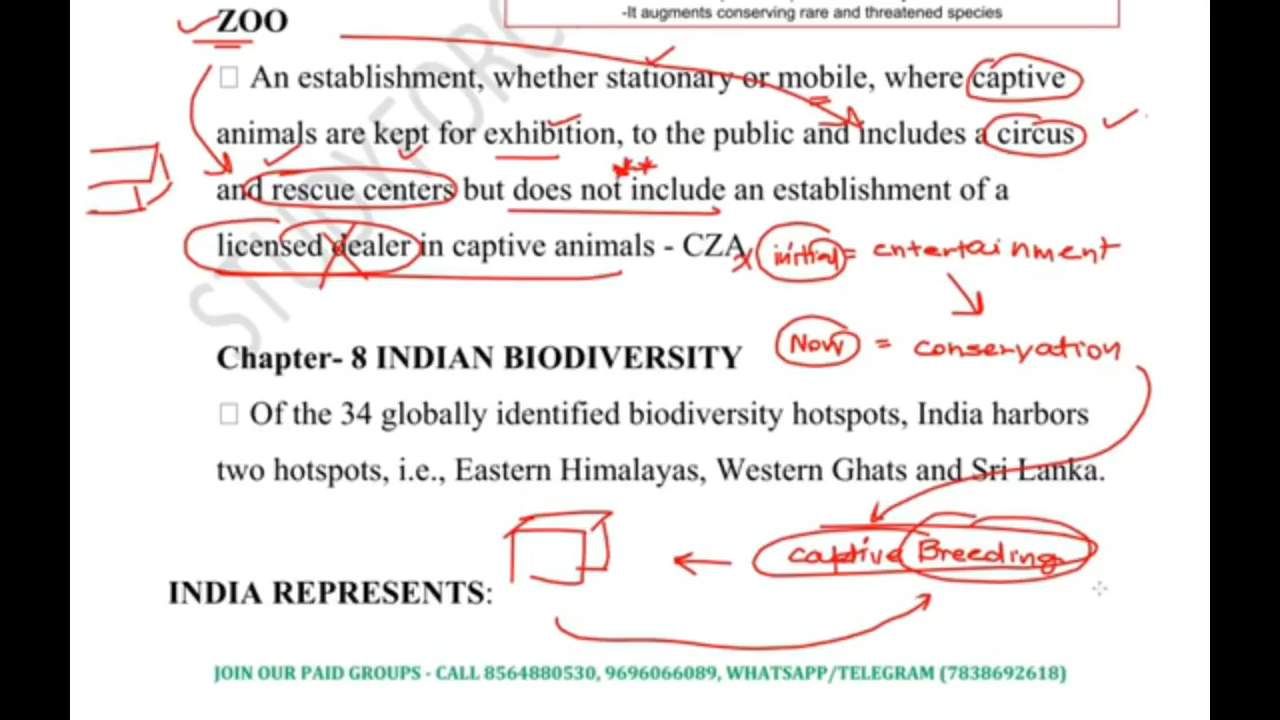 -It augments conserving rare and threatened species
ZOO
An establishment, whether stationary or mobile, where captive
animals are kept for exhibition, to the public and includes a circus
and rescue centers but does not include an establishment of a
licensed dealer in captive animals - CZA
initial = entertainment
Now = conservation
Chapter- 8 INDIAN BIODIVERSITY
Of the 34 globally identified biodiversity hotspots, India harbors
two hotspots, i.e., Eastern Himalayas, Western Ghats and Sri Lanka.
captive Breeding
INDIA REPRESENTS:
JOIN OUR PAID GROUPS - CALL 8564880530, 9696066089, WHATSAPP/TELEGRAM (7838692618)